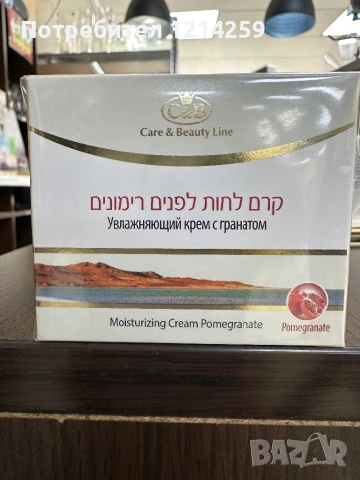 Потребител 1214259
C&B
Care & Beauty Line
קרם לחות לפנים רימונים
Увлажняющий крем с гранатом
Moisturizing Cream Pomegranate
Pomegranate
BAZAR